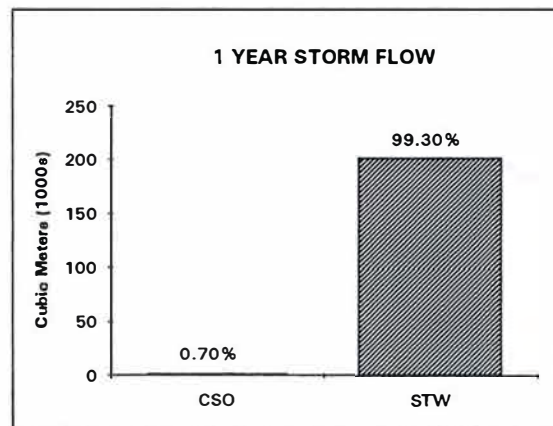 1 YEAR STORM FLOW
Cubic Meters (1000s)
250
200
150
100
50
0
0.70%
99.30%
CSO
STW